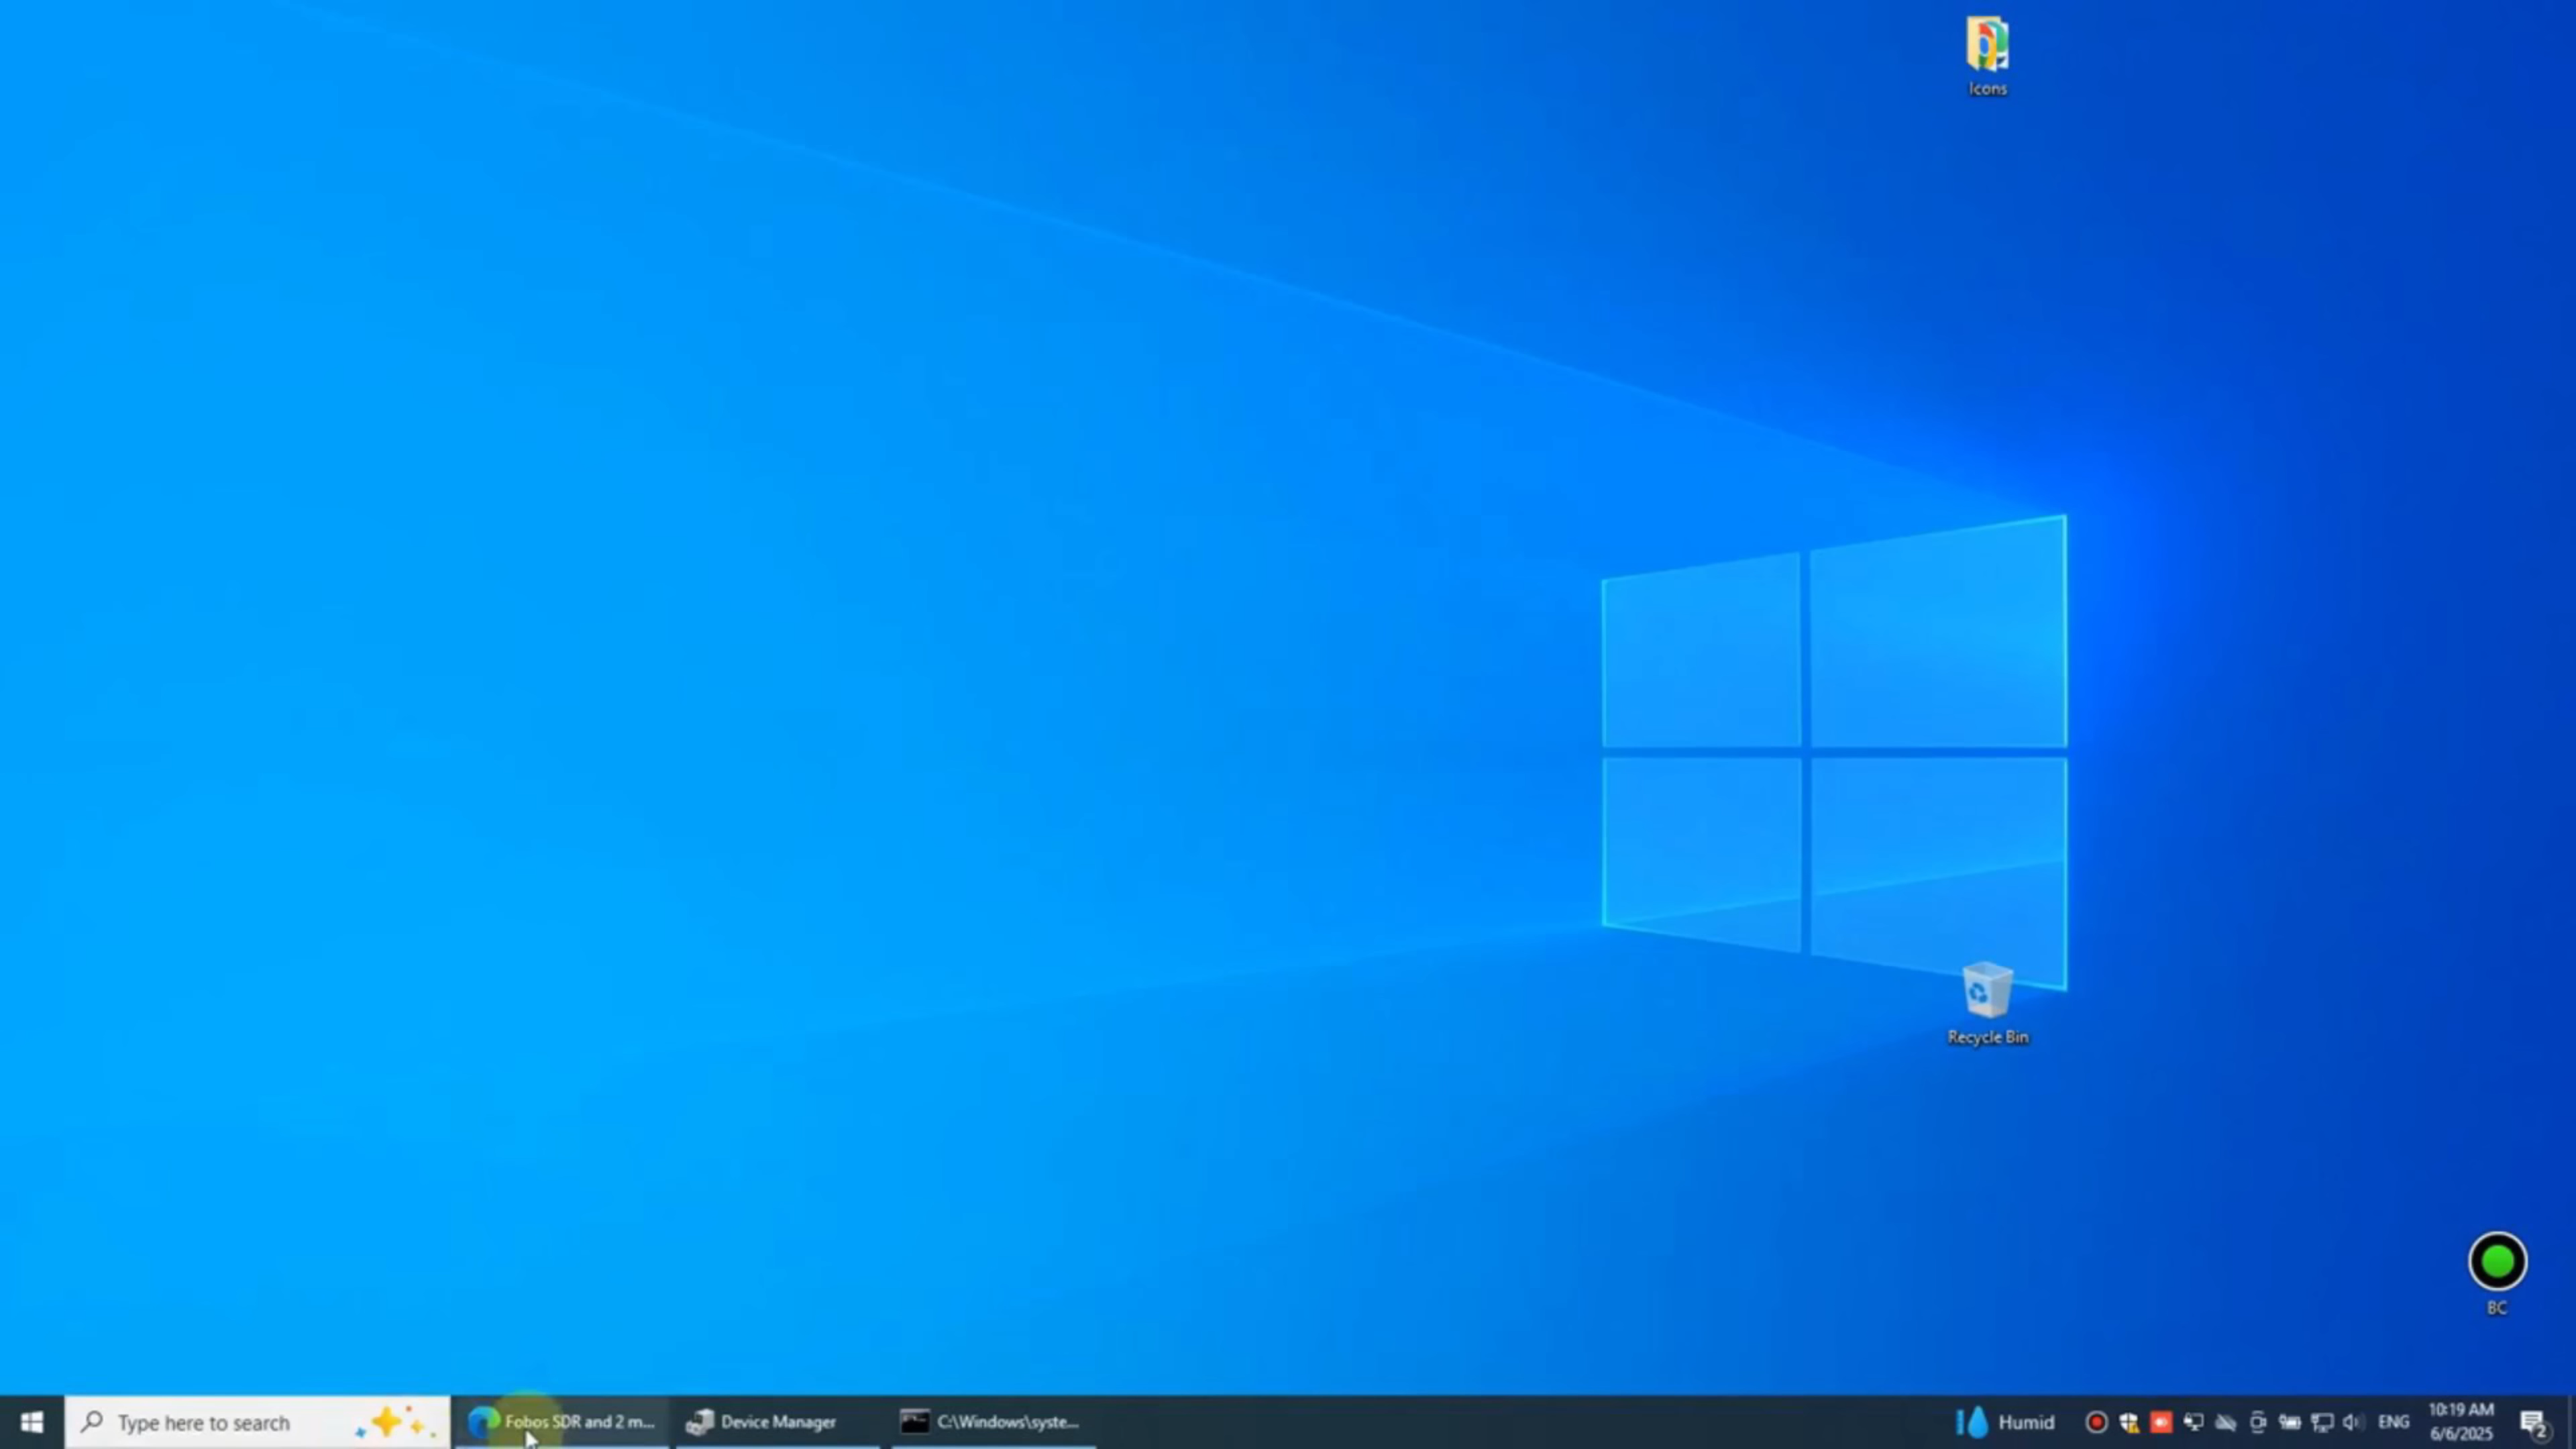 Icons
Recycle Bin
BC
Type here to search
Fobos SDR and 2 m...
Device Manager
C:\Windows\syste...
Humid
ENG
10:19 AM
6/6/2025
2